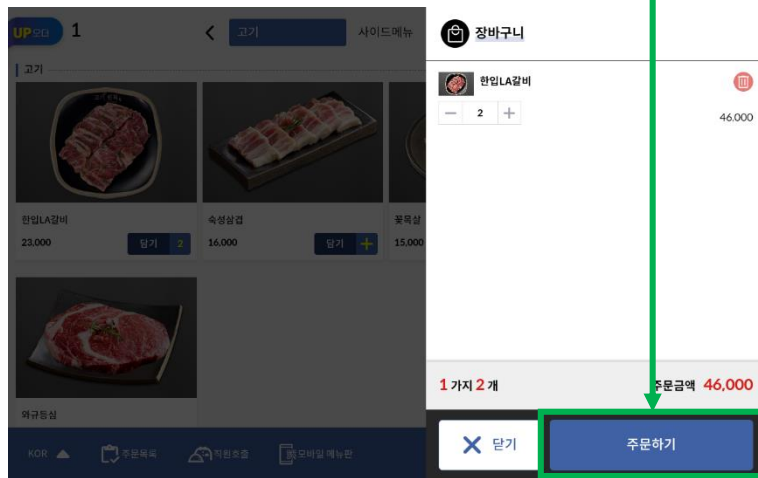 UP오더 1
고기 사이드메뉴
고기
한입LA갈비
23,000 담기 2
숙성삼겹
16,000 담기 +
꽃목살
15,000
와규등심
KOR 주문목록 직원호출 모바일 메뉴판
장바구니
한입LA갈비
− 2 + 46.000
1 가지 2 개 주문금액 46,000
닫기 주문하기